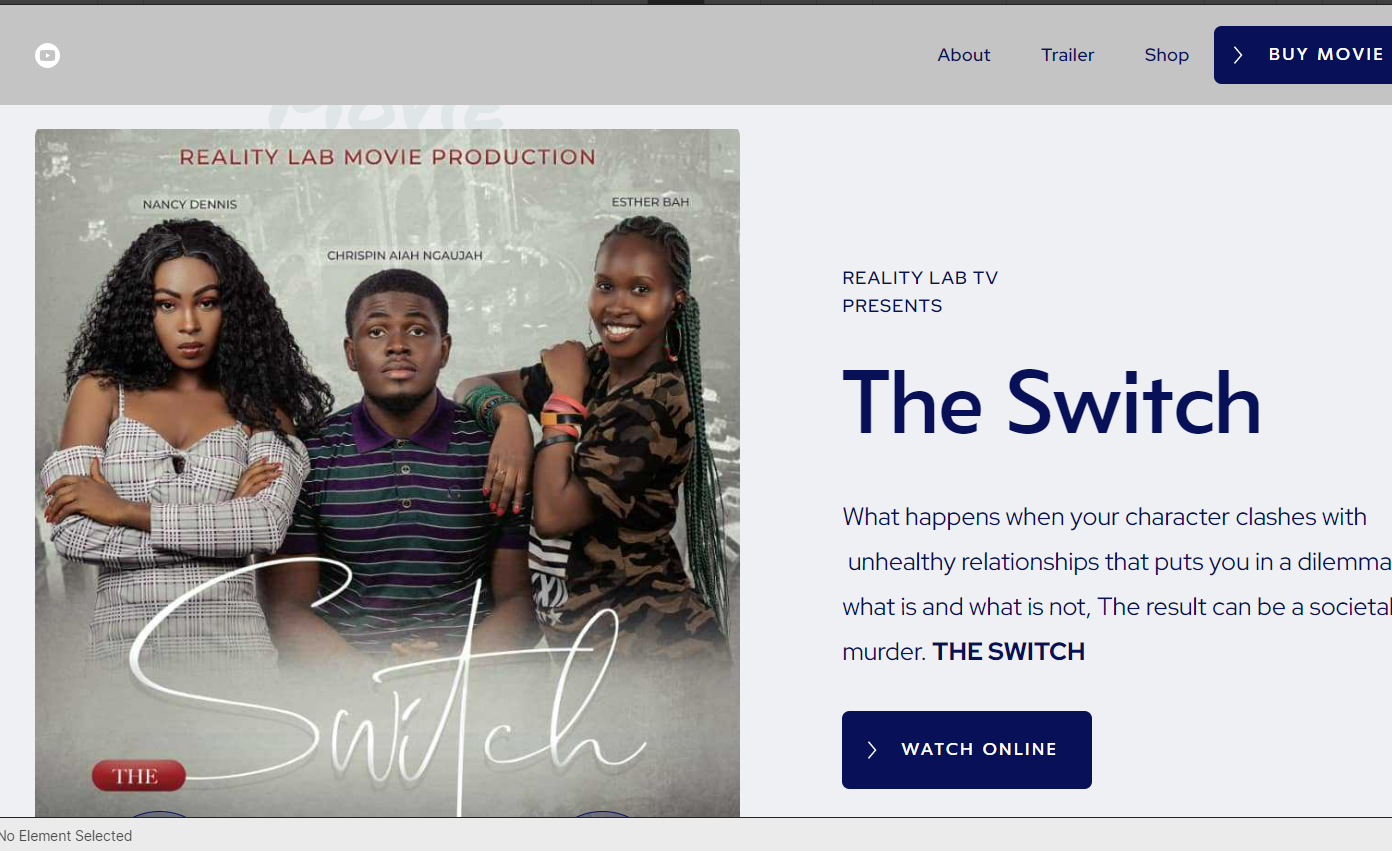 About
Trailer
Shop
BUY MOVIE
Movie
REALITY LAB MOVIE PRODUCTION
NANCY DENNIS
ESTHER BAH
CHRISPIN AIAH NGAUJAH
Switch
THE
REALITY LAB TV
PRESENTS
The Switch
What happens when your character clashes with
unhealthy relationships that puts you in a dilemma
what is and what is not, The result can be a societal
murder. THE SWITCH
WATCH ONLINE
No Element Selected